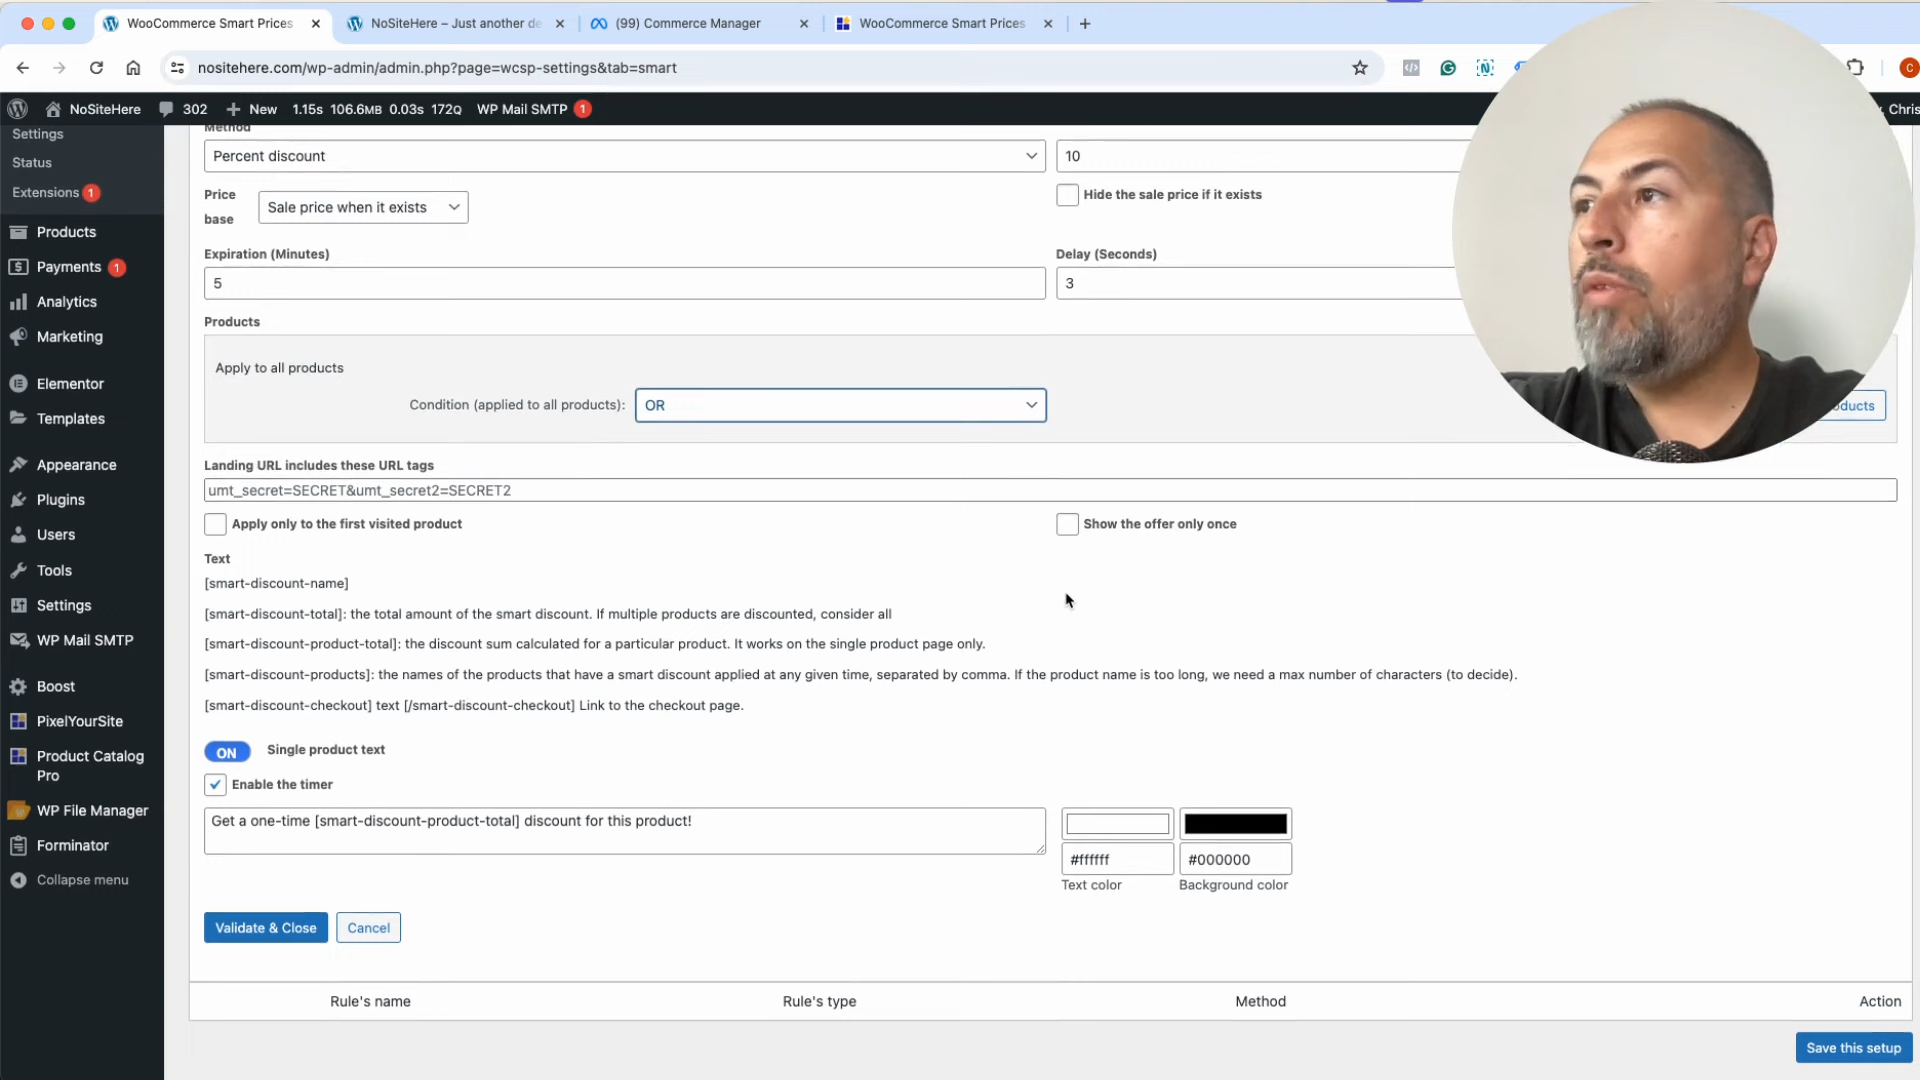 WooCommerce Smart Prices
NoSiteHere – Just another de
(99) Commerce Manager
WooCommerce Smart Prices
nositehere.com/wp-admin/admin.php?page=wcsp-settings&tab=smart
NoSiteHere
302
New
1.15s 106.6MB 0.03s 172Q
WP Mail SMTP 1
, Chris
Settings
Status
Extensions 1
Products
Payments 1
Analytics
Marketing
Elementor
Templates
Appearance
Plugins
Users
Tools
Settings
WP Mail SMTP
Boost
PixelYourSite
Product Catalog
Pro
WP File Manager
Forminator
Collapse menu
Method
Percent discount
10
Price
base
Sale price when it exists
Hide the sale price if it exists
Expiration (Minutes)
Delay (Seconds)
5
3
Products
Apply to all products
Condition (applied to all products):
OR
Landing URL includes these URL tags
umt_secret=SECRET&umt_secret2=SECRET2
Apply only to the first visited product
Show the offer only once
Text
[smart-discount-name]
[smart-discount-total]: the total amount of the smart discount. If multiple products are discounted, consider all
[smart-discount-product-total]: the discount sum calculated for a particular product. It works on the single product page only.
[smart-discount-products]: the names of the products that have a smart discount applied at any given time, separated by comma. If the product name is too long, we need a max number of characters (to decide).
[smart-discount-checkout] text [/smart-discount-checkout] Link to the checkout page.
ON
Single product text
Enable the timer
Get a one-time [smart-discount-product-total] discount for this product!
#ffffff
#000000
Text color
Background color
Validate & Close
Cancel
Rule's name
Rule's type
Method
Action
Save this setup